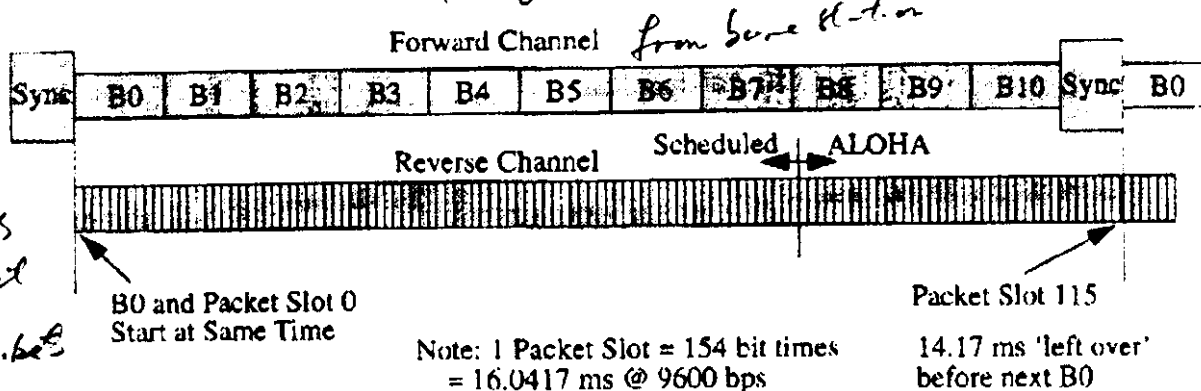 Forward Channel from base station
Sync B0 B1 B2 B3 B4 B5 B6 B7 B8 B9 B10 Sync B0
Scheduled ALOHA
Reverse Channel
B0 and Packet Slot 0
Start at Same Time
Packet Slot 115
Note: 1 Packet Slot = 154 bit times
= 16.0417 ms @ 9600 bps
14.17 ms 'left over'
before next B0